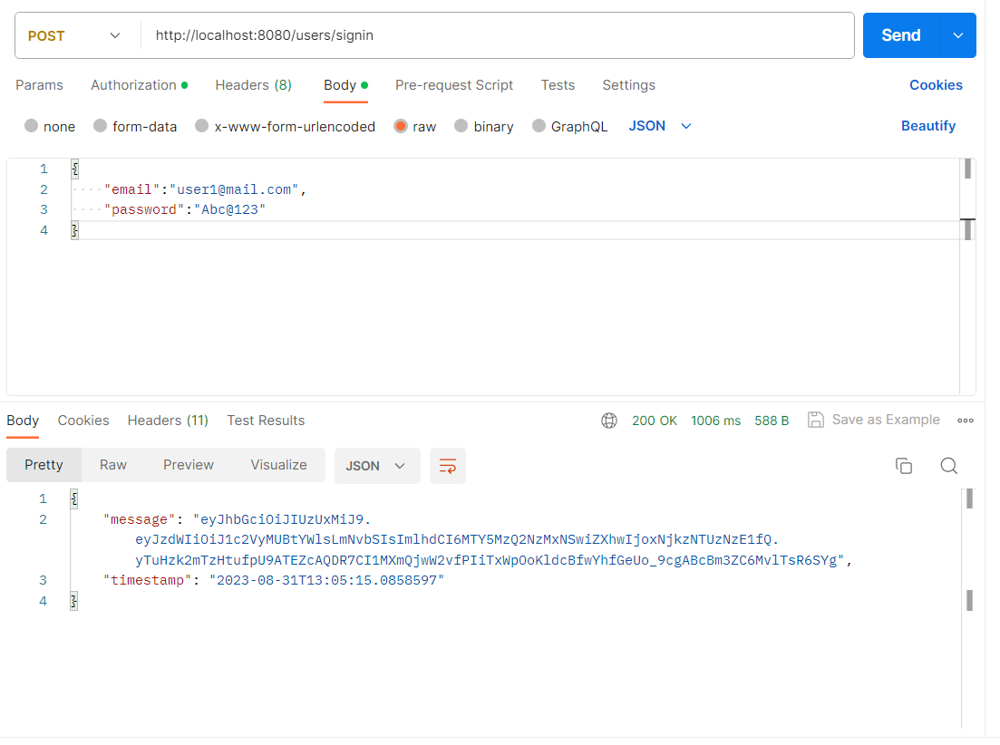 POST http://localhost:8080/users/signin Send
Params Authorization Headers (8) Body Pre-request Script Tests Settings Cookies
none form-data x-www-form-urlencoded raw binary GraphQL JSON Beautify
1 {
2 "email":"user1@mail.com",
3 "password":"Abc@123"
4 }
Body Cookies Headers (11) Test Results 200 OK 1006 ms 588 B Save as Example
Pretty Raw Preview Visualize JSON
1 {
2 "message": "eyJhbGciOiJIUzUxMiJ9.
eyJzdWIiOiJ1c2VyMUBtYWlsLmNvbSIsImlhdCI6MTY5MzQ2NzMxNSwiZXhwIjoxNjkzNTUzNzE1fQ.
yTuHzk2mTzHtufpU9ATEZcAQDR7CI1MXmQjwW2vfPIiTxWpOoKldcBfwYhfGeUo_9cgABcBm3ZC6MvlTsR6SYg",
3 "timestamp": "2023-08-31T13:05:15.0858597"
4 }